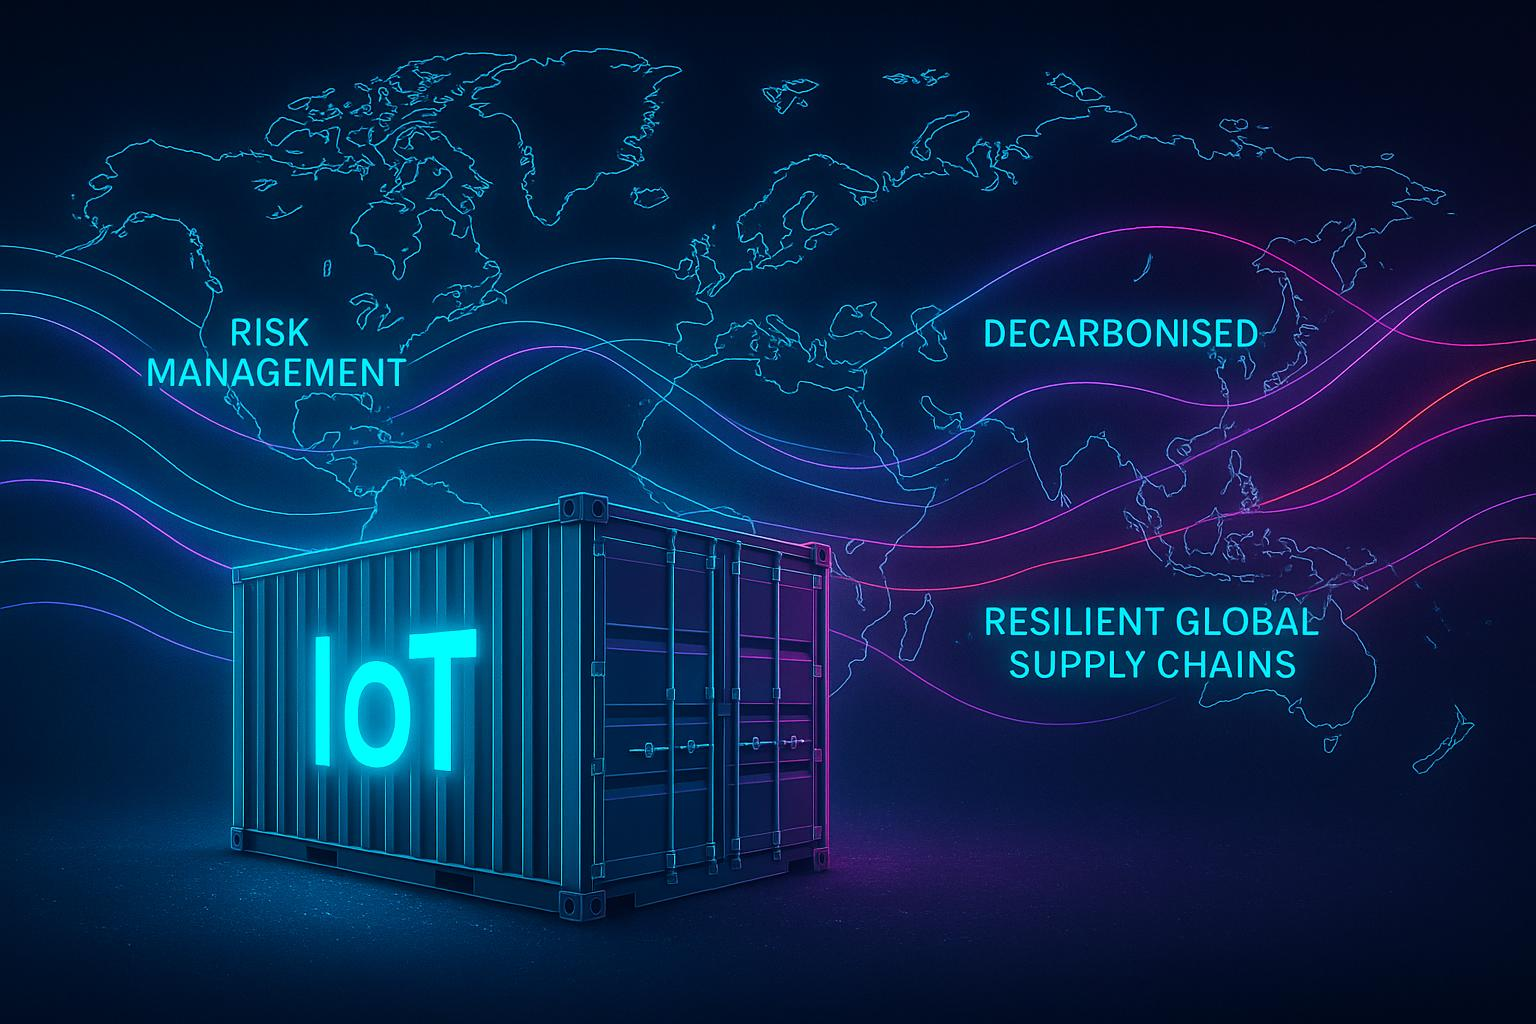 RISK
MANAGEMENT
DECARBONISED
IoT
RESILIENT GLOBAL
SUPPLY CHAINS